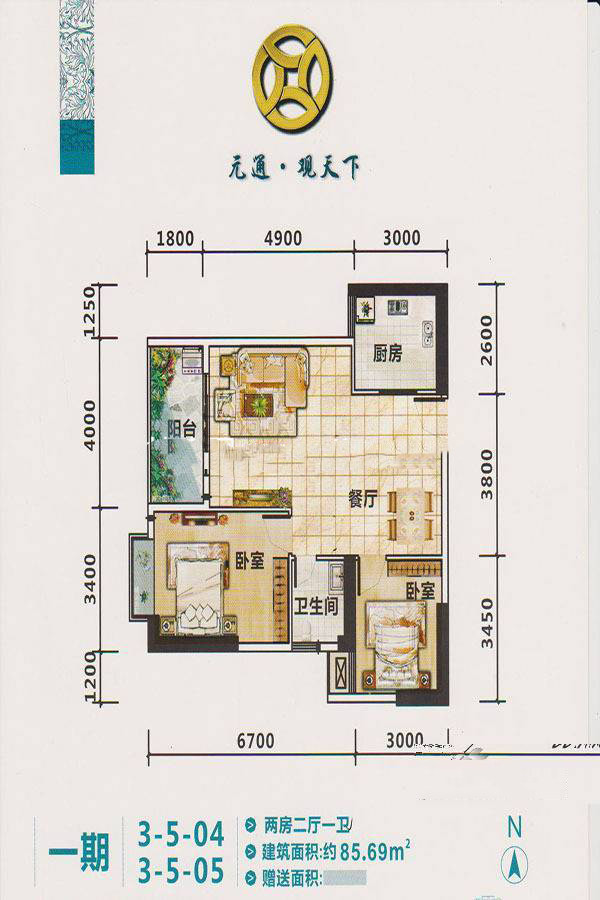 元通·观天下
1800 4900 3000
1250
4000
3400
1200
2600
3800
3450
厨房
阳台
餐厅
卧室
卫生间
卧室
6700 3000
一期
3-5-04
3-5-05
两房二厅一卫
建筑面积:约85.69m²
赠送面积:
N